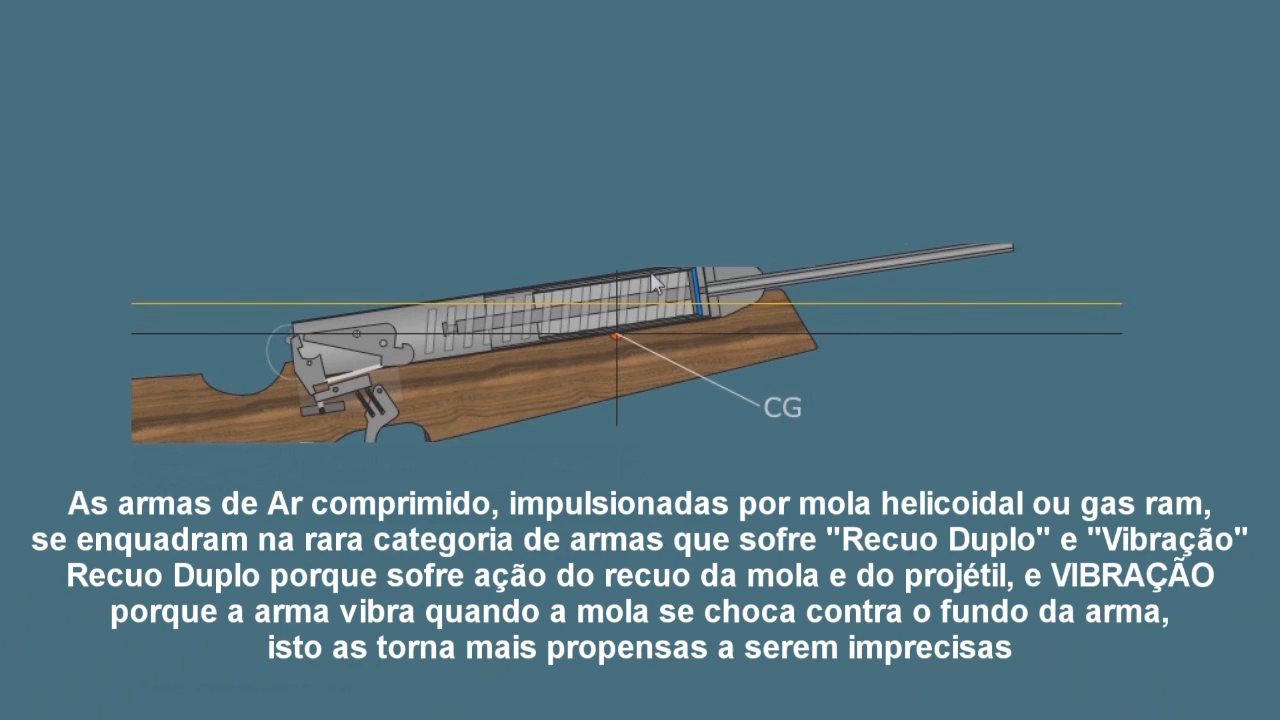 CG
As armas de Ar comprimido, impulsionadas por mola helicoidal ou gas ram,
se enquadram na rara categoria de armas que sofre "Recuo Duplo" e "Vibração"
Recuo Duplo porque sofre ação do recuo da mola e do projétil, e VIBRAÇÃO
porque a arma vibra quando a mola se choca contra o fundo da arma,
isto as torna mais propensas a serem imprecisas